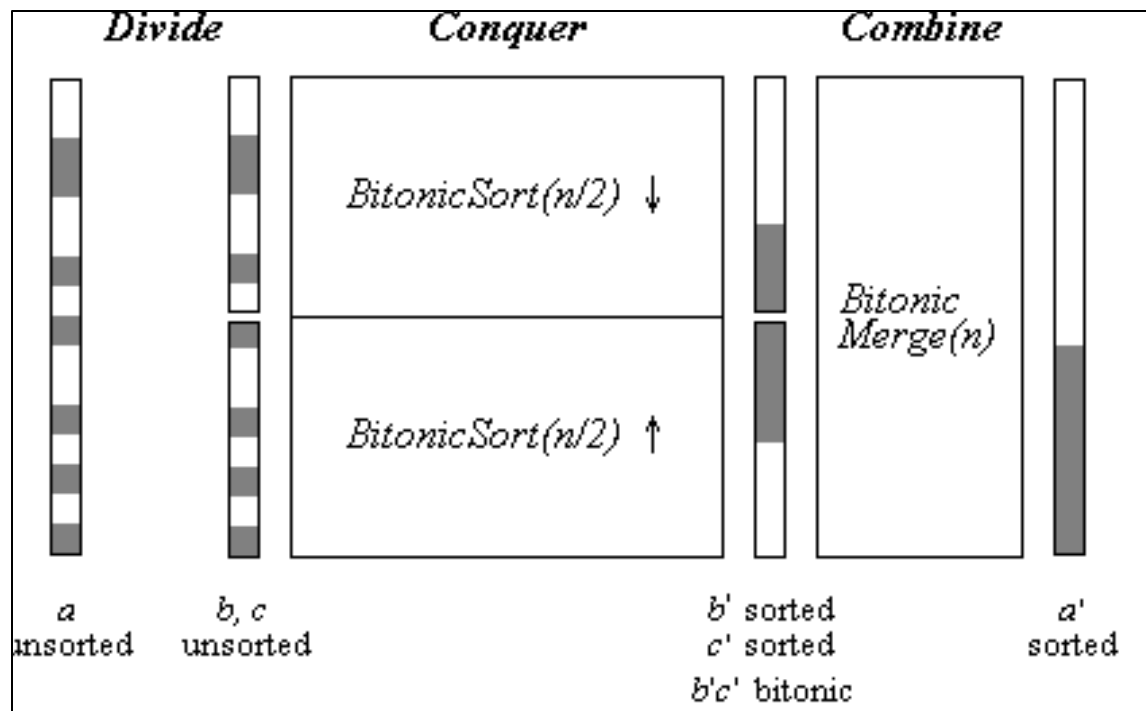 Divide Conquer Combine
BitonicSort(n/2) ↓
Bitonic
Merge(n)
BitonicSort(n/2) ↑
a
unsorted
b, c
unsorted
b' sorted
c' sorted
b'c' bitonic
a'
sorted